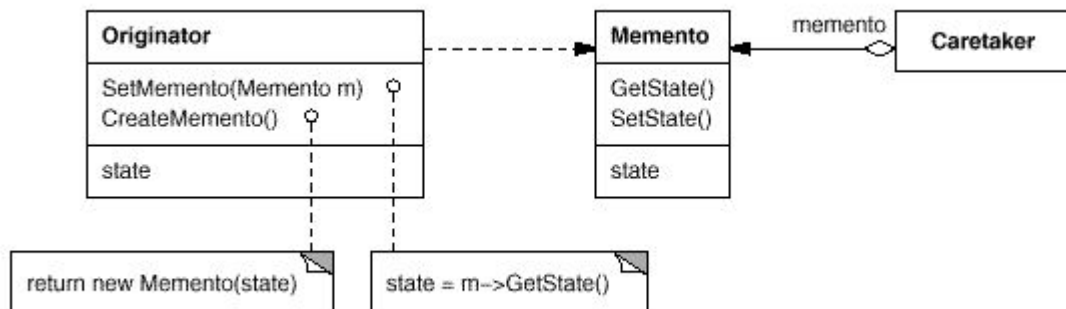 Originator
SetMemento(Memento m)
CreateMemento()
state
Memento
GetState()
SetState()
state
memento
Caretaker
return new Memento(state)
state = m–>GetState()